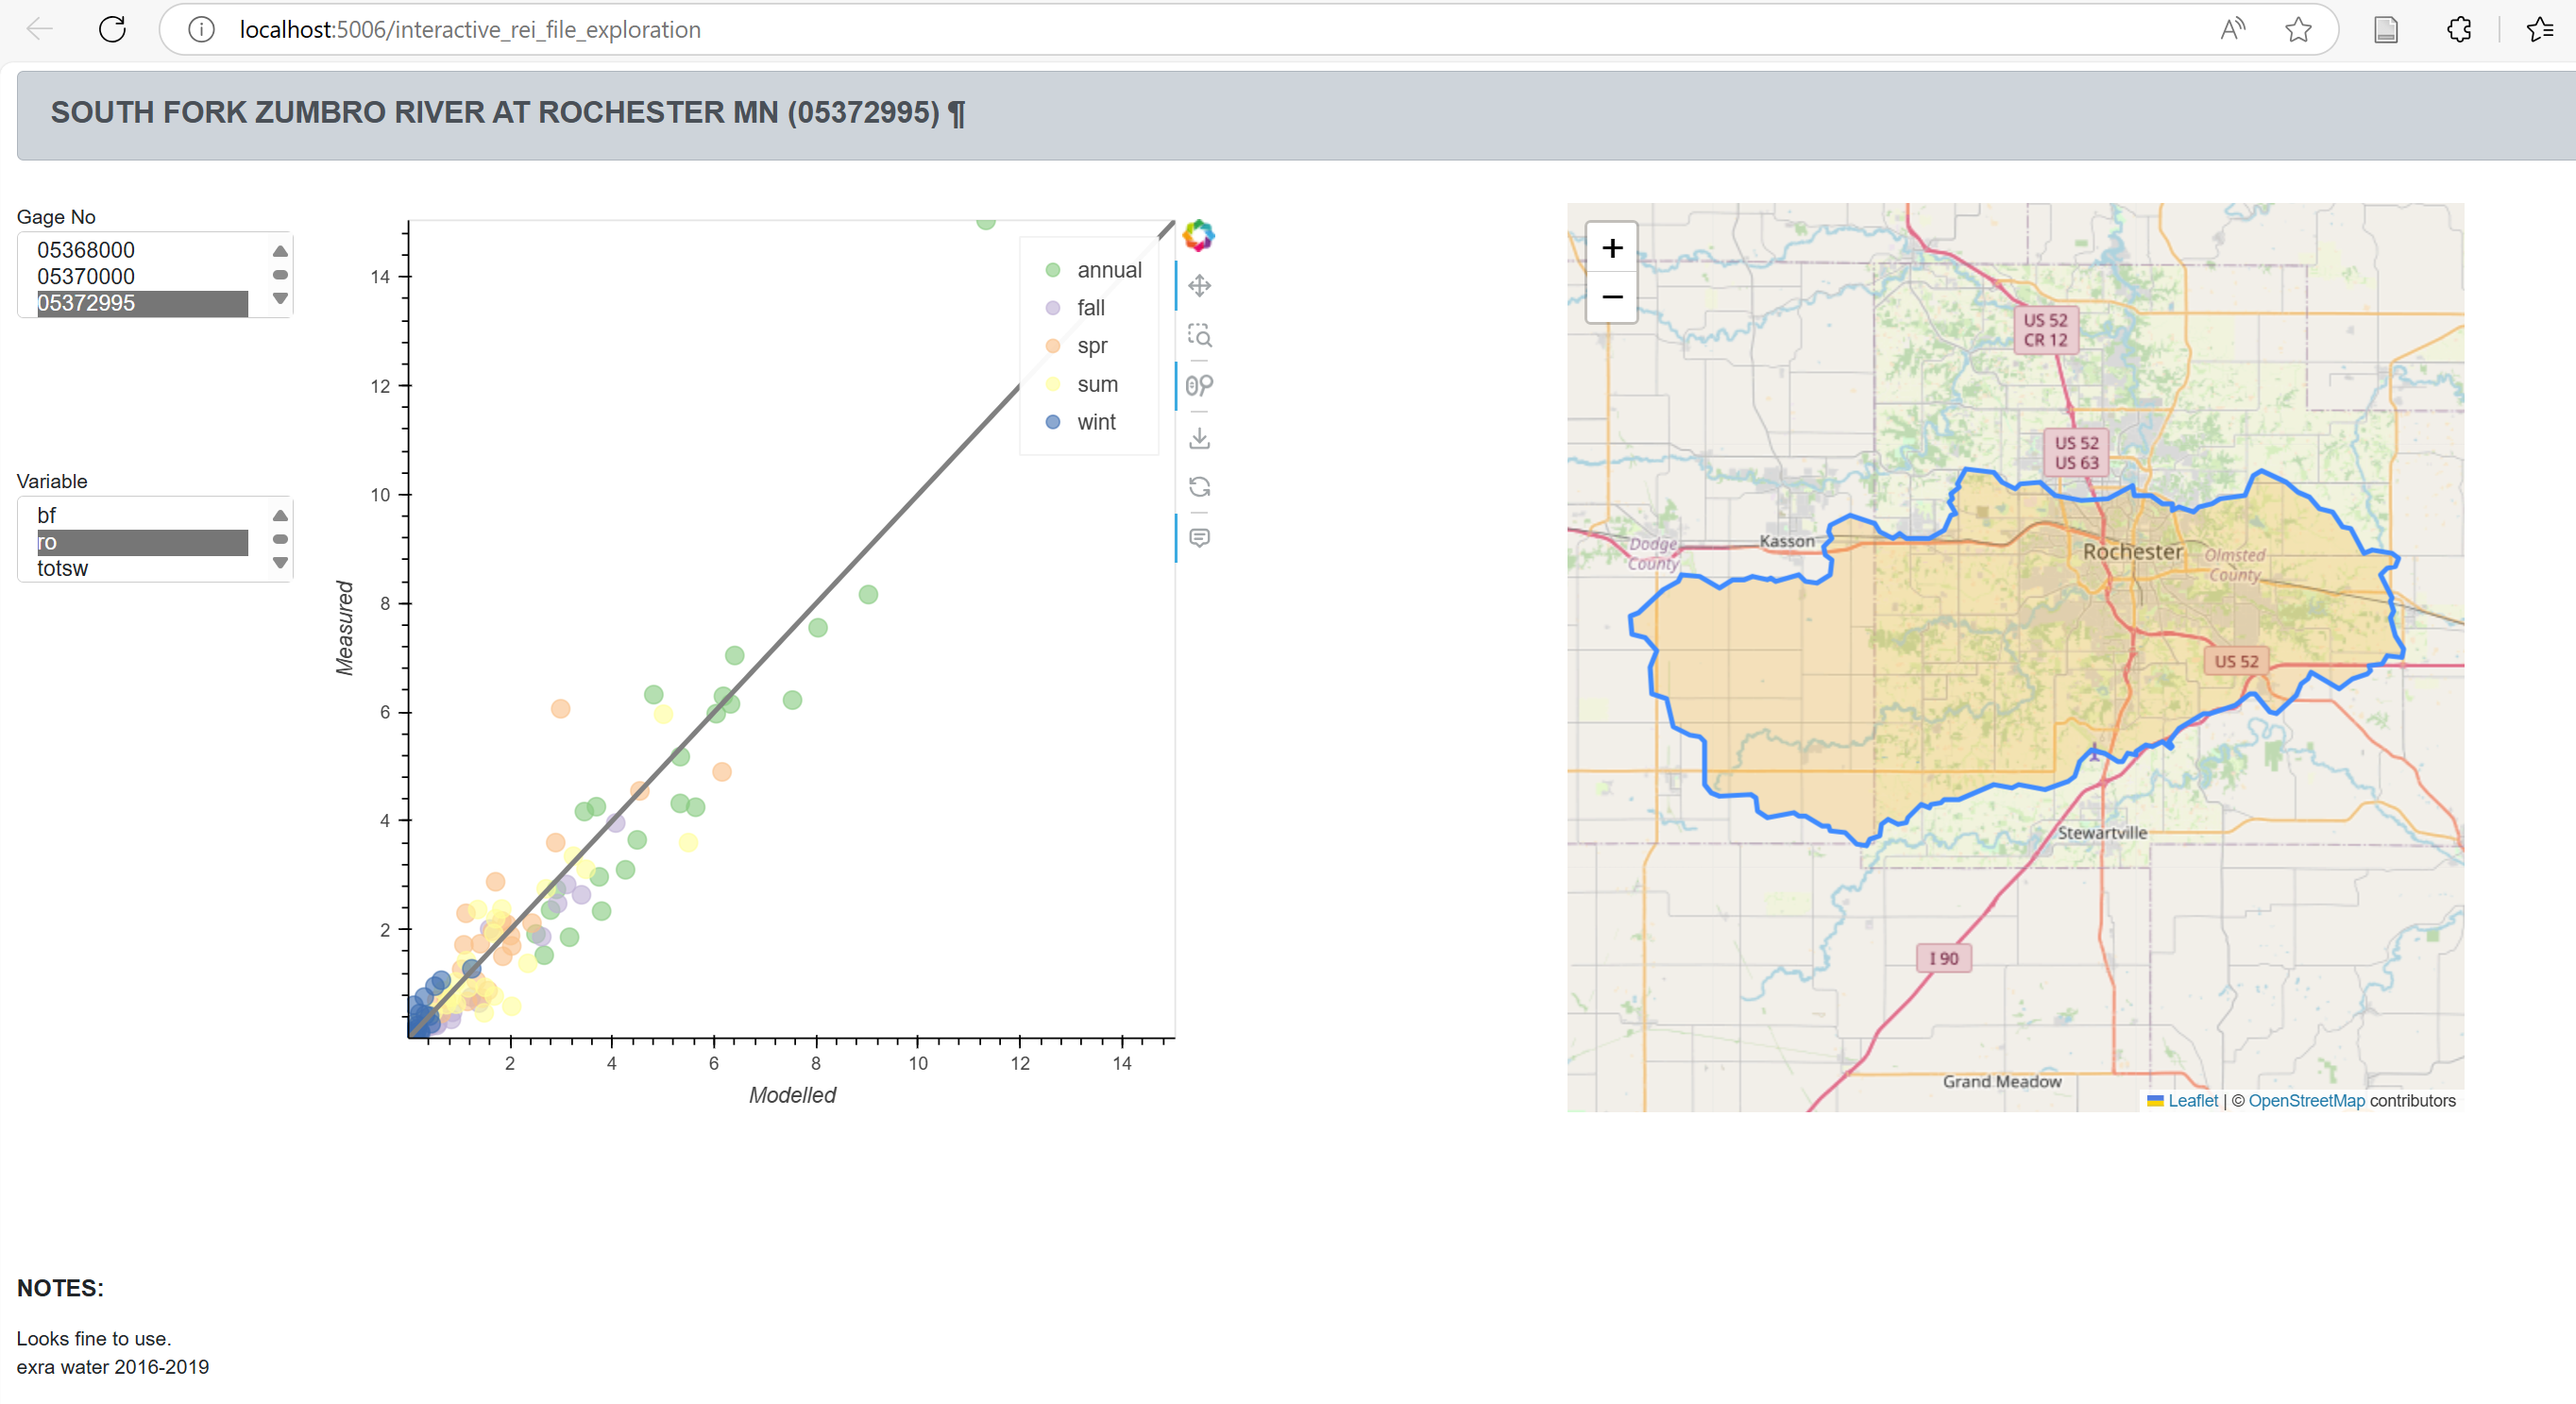 localhost:5006/interactive_rei_file_exploration
SOUTH FORK ZUMBRO RIVER AT ROCHESTER MN (05372995) ¶
Gage No
05368000
05370000
05372995
Variable
bf
ro
totsw
Measured
14
12
10
8
6
4
2
2 4 6 8 10 12 14
Modelled
annual
fall
spr
sum
wint
+
−
US 52
CR 12
US 52
US 63
Dodge
County
Kasson
Rochester
Olmsted
County
US 52
Stewartville
I 90
Grand Meadow
Leaflet | © OpenStreetMap contributors
NOTES:
Looks fine to use.
exra water 2016-2019